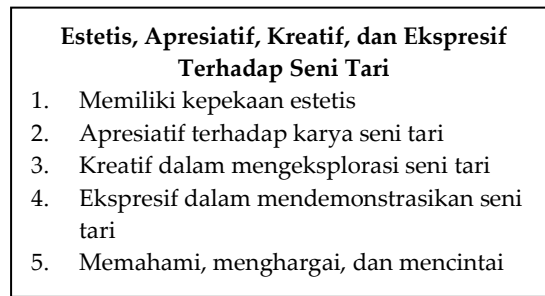 Estetis, Apresiatif, Kreatif, dan Ekspresif
Terhadap Seni Tari
1. Memiliki kepekaan estetis
2. Apresiatif terhadap karya seni tari
3. Kreatif dalam mengeksplorasi seni tari
4. Ekspresif dalam mendemonstrasikan seni
tari
5. Memahami, menghargai, dan mencintai